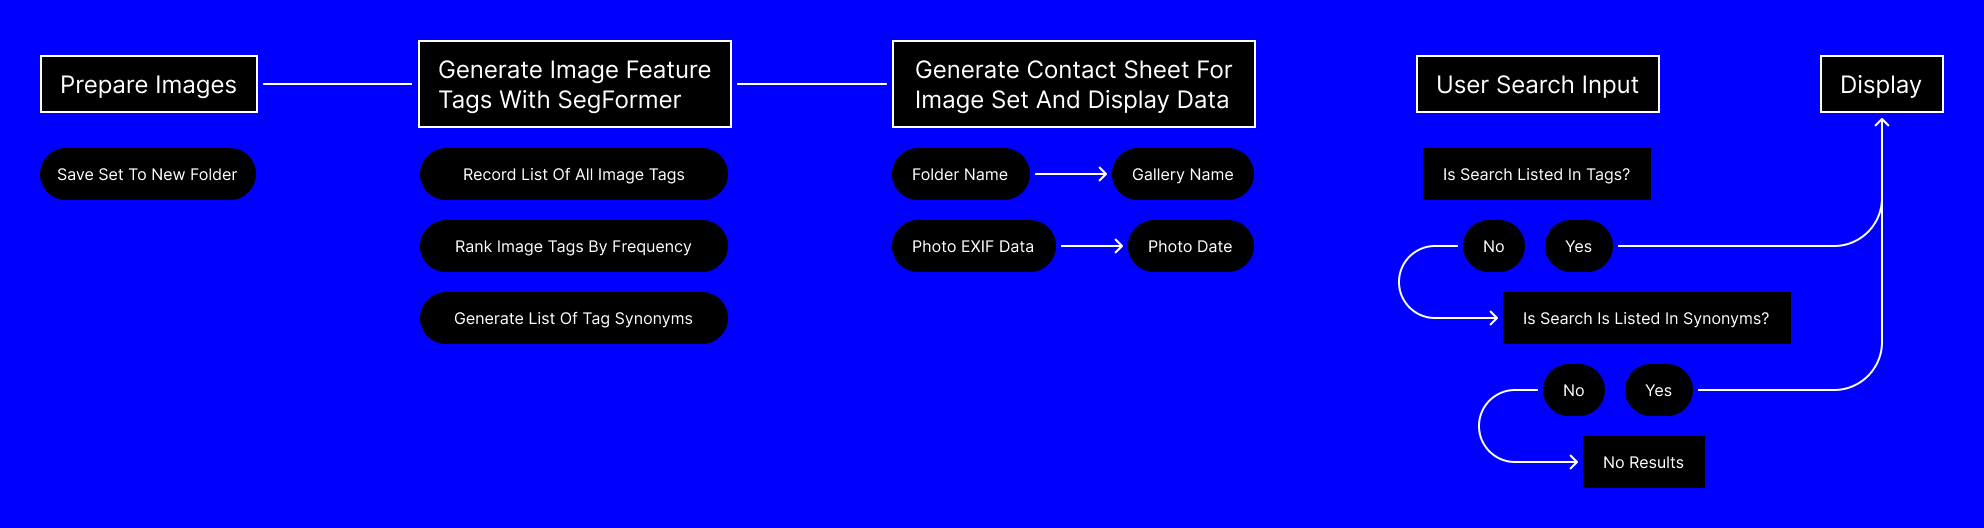 Prepare Images
Save Set To New Folder
Generate Image Feature
Tags With SegFormer
Record List Of All Image Tags
Rank Image Tags By Frequency
Generate List Of Tag Synonyms
Generate Contact Sheet For
Image Set And Display Data
Folder Name
Gallery Name
Photo EXIF Data
Photo Date
User Search Input
Is Search Listed In Tags?
No
Yes
Is Search Is Listed In Synonyms?
No
Yes
No Results
Display